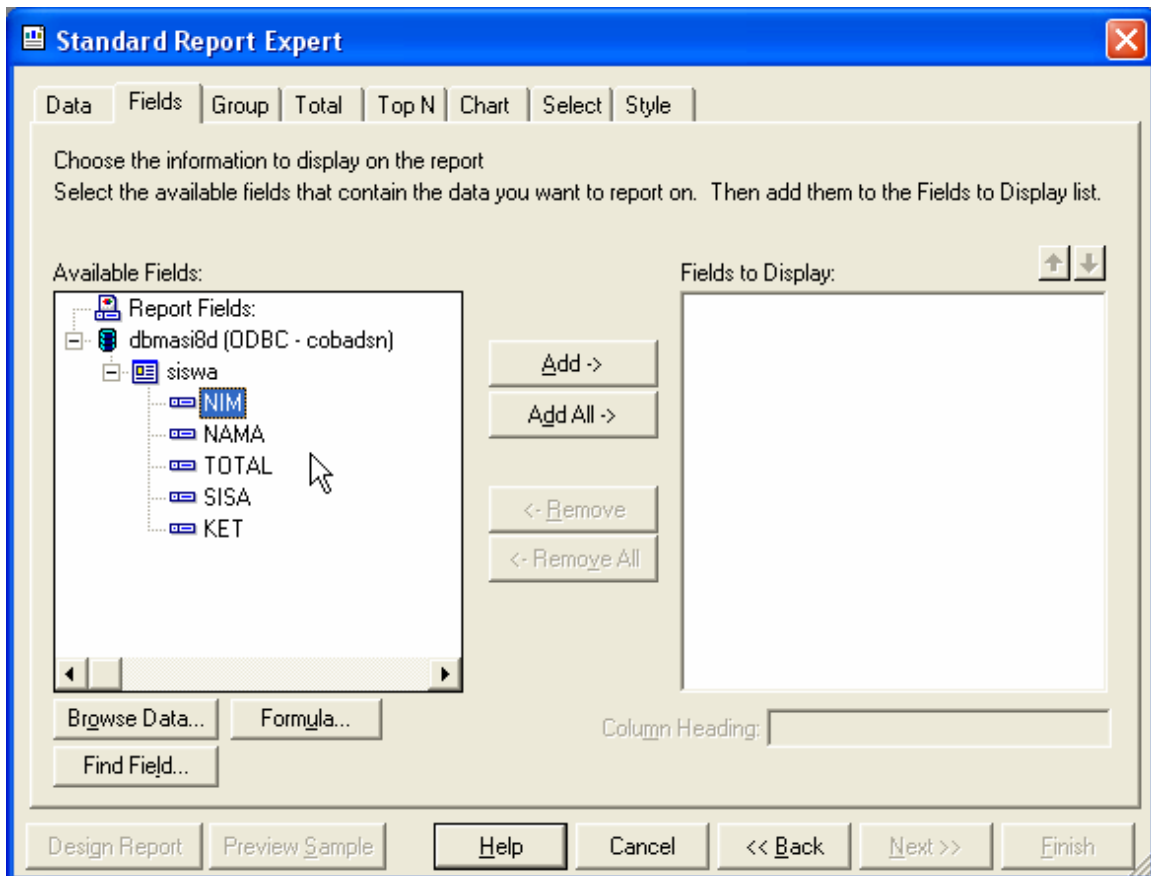 Standard Report Expert
Data Fields Group Total Top N Chart Select Style
Choose the information to display on the report
Select the available fields that contain the data you want to report on. Then add them to the Fields to Display list.
Available Fields:
Report Fields:
dbmasi8d (ODBC - cobadsn)
siswa
NIM
NAMA
TOTAL
SISA
KET
Add ->
Add All ->
<- Remove
<- Remove All
Fields to Display:
Browse Data... Formula...
Find Field...
Column Heading:
Design Report Preview Sample Help Cancel << Back Next >> Finish